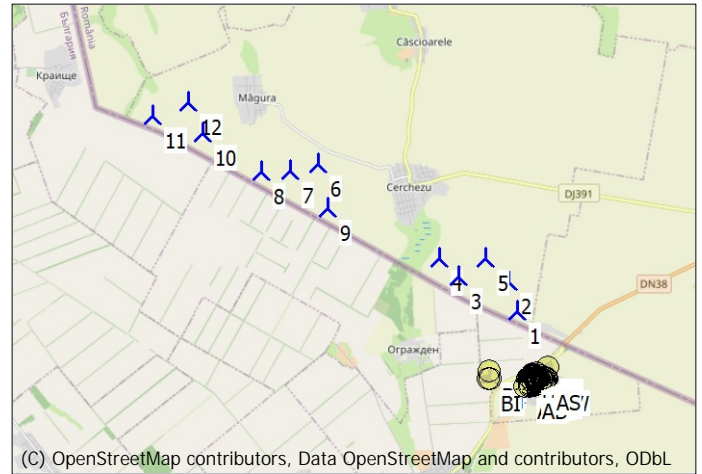 România
България
Краище
Căscioarele
Măgura
11
12
10
8
7
6
9
Cerchezu
DJ391
4
5
3
2
1
DN38
Ограждeн
(C) OpenStreetMap contributors, Data OpenStreetMap and contributors, ODbL